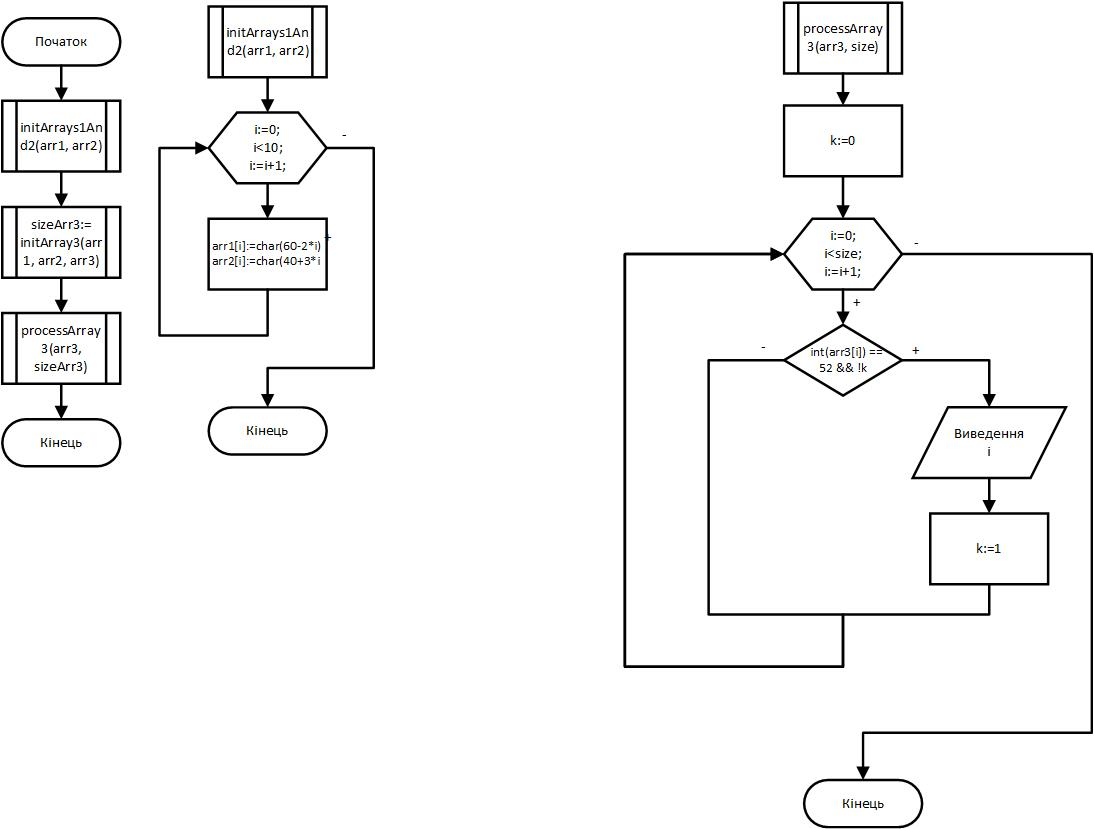 Початок
initArrays1An
d2(arr1, arr2)
sizeArr3:=
initArray3(arr
1, arr2, arr3)
processArray
3(arr3,
sizeArr3)
Кінець
initArrays1An
d2(arr1, arr2)
i:=0;
i<10;
i:=i+1;
-
+
arr1[i]:=char(60-2*i)
arr2[i]:=char(40+3*i
Кінець
processArray
3(arr3, size)
k:=0
i:=0;
i<size;
i:=i+1;
-
+
int(arr3[i]) ==
52 && !k
-
+
Виведення
i
k:=1
Кінець